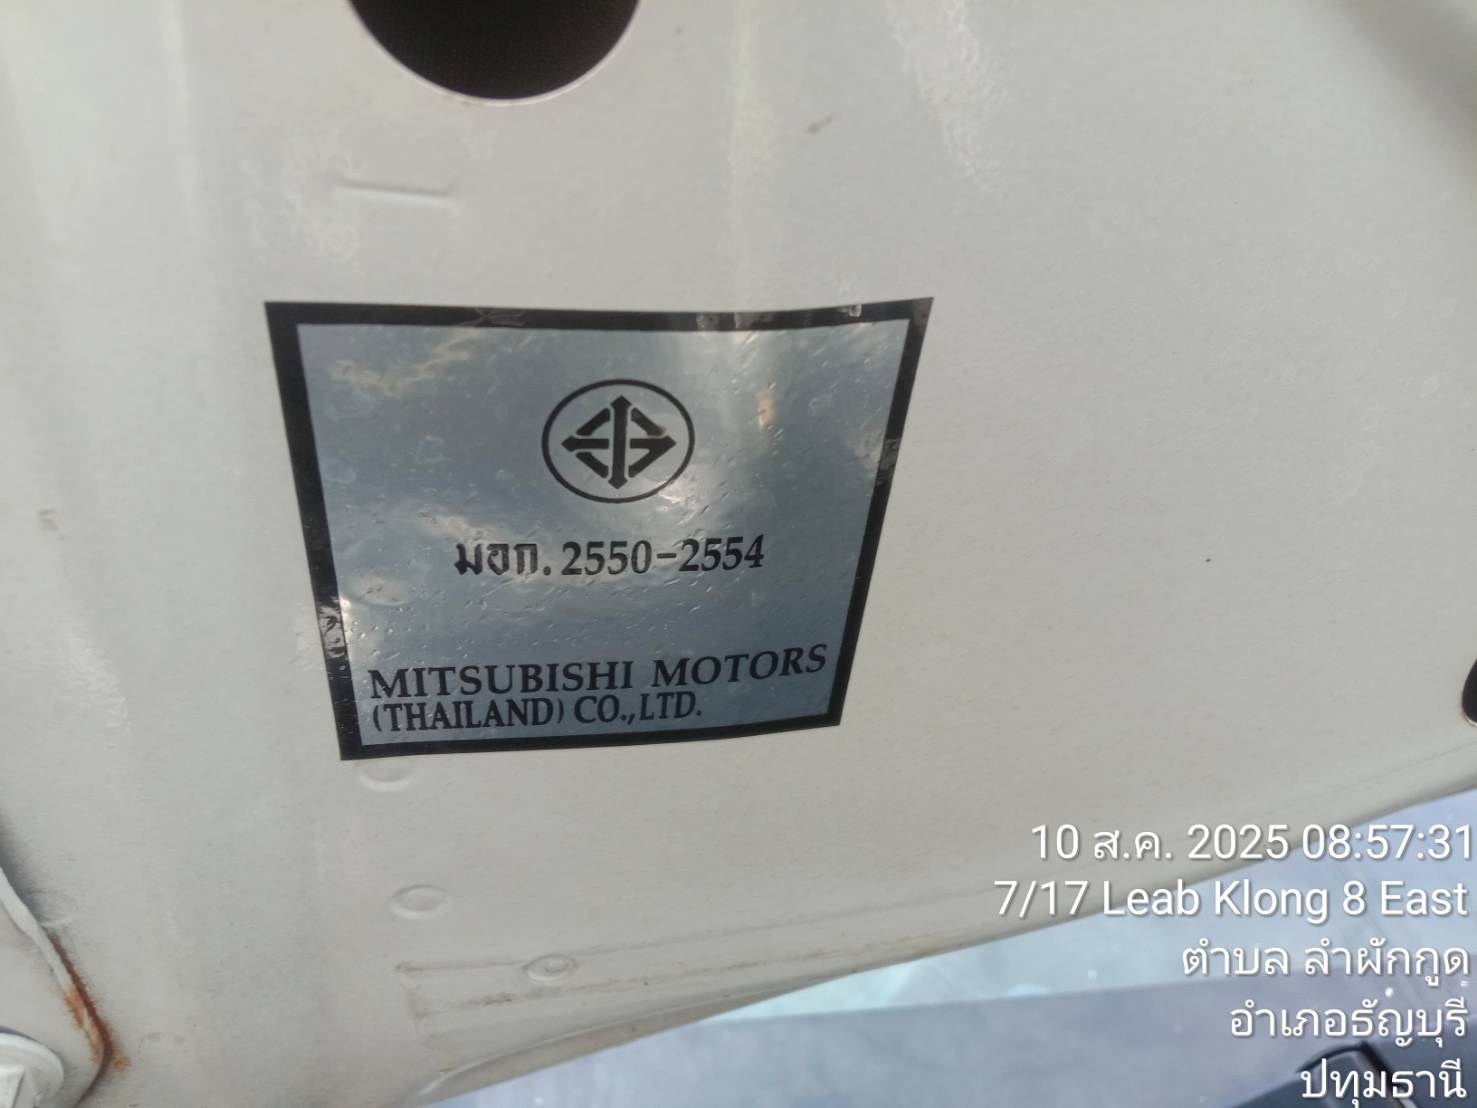 มอก. 2550-2554
MITSUBISHI MOTORS
(THAILAND) CO.,LTD.
10 ส.ค. 2025 08:57:31
7/17 Leab Klong 8 East
ตำบล ลำผักกูด
อำเภอธัญบุรี
ปทุมธานี